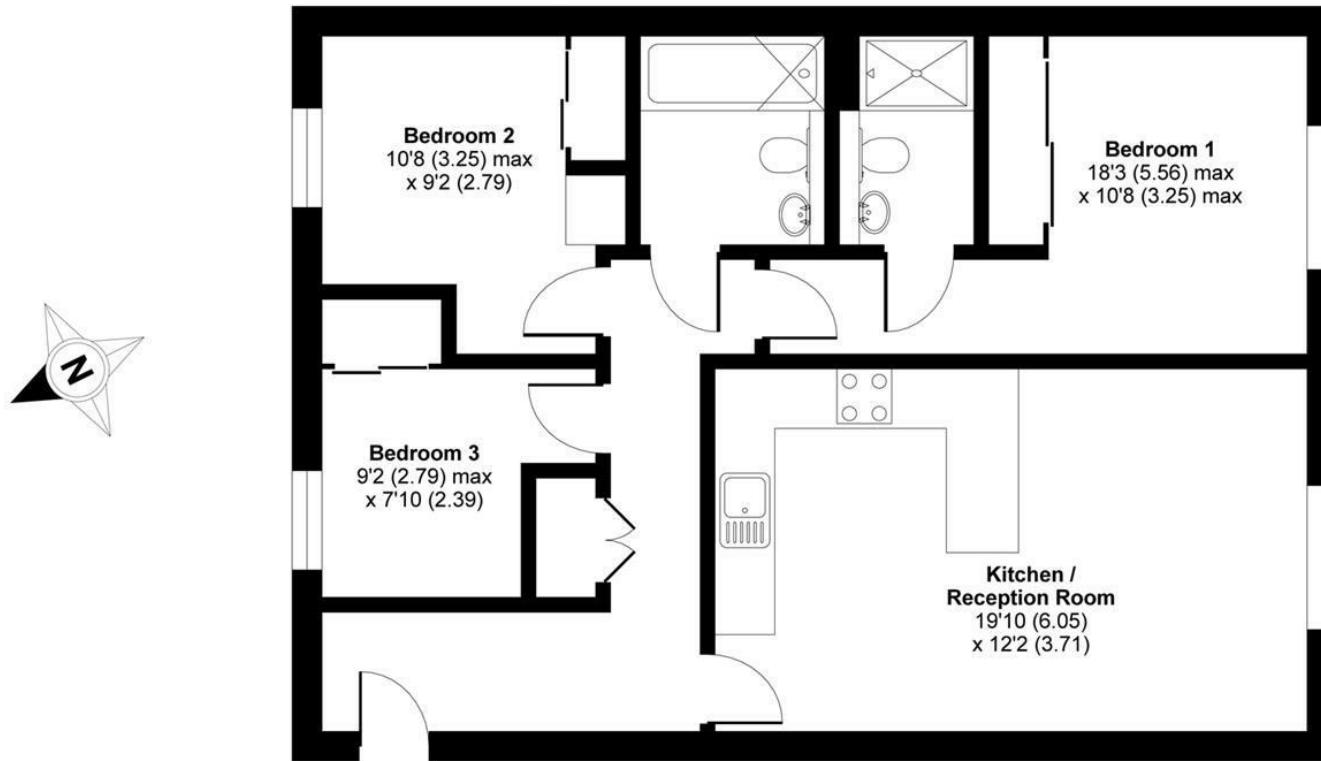 Bedroom 2
10'8 (3.25) max
x 9'2 (2.79)
Bedroom 1
18'3 (5.56) max
x 10'8 (3.25) max
N
Bedroom 3
9'2 (2.79) max
x 7'10 (2.39)
Kitchen /
Reception Room
19'10 (6.05)
x 12'2 (3.71)